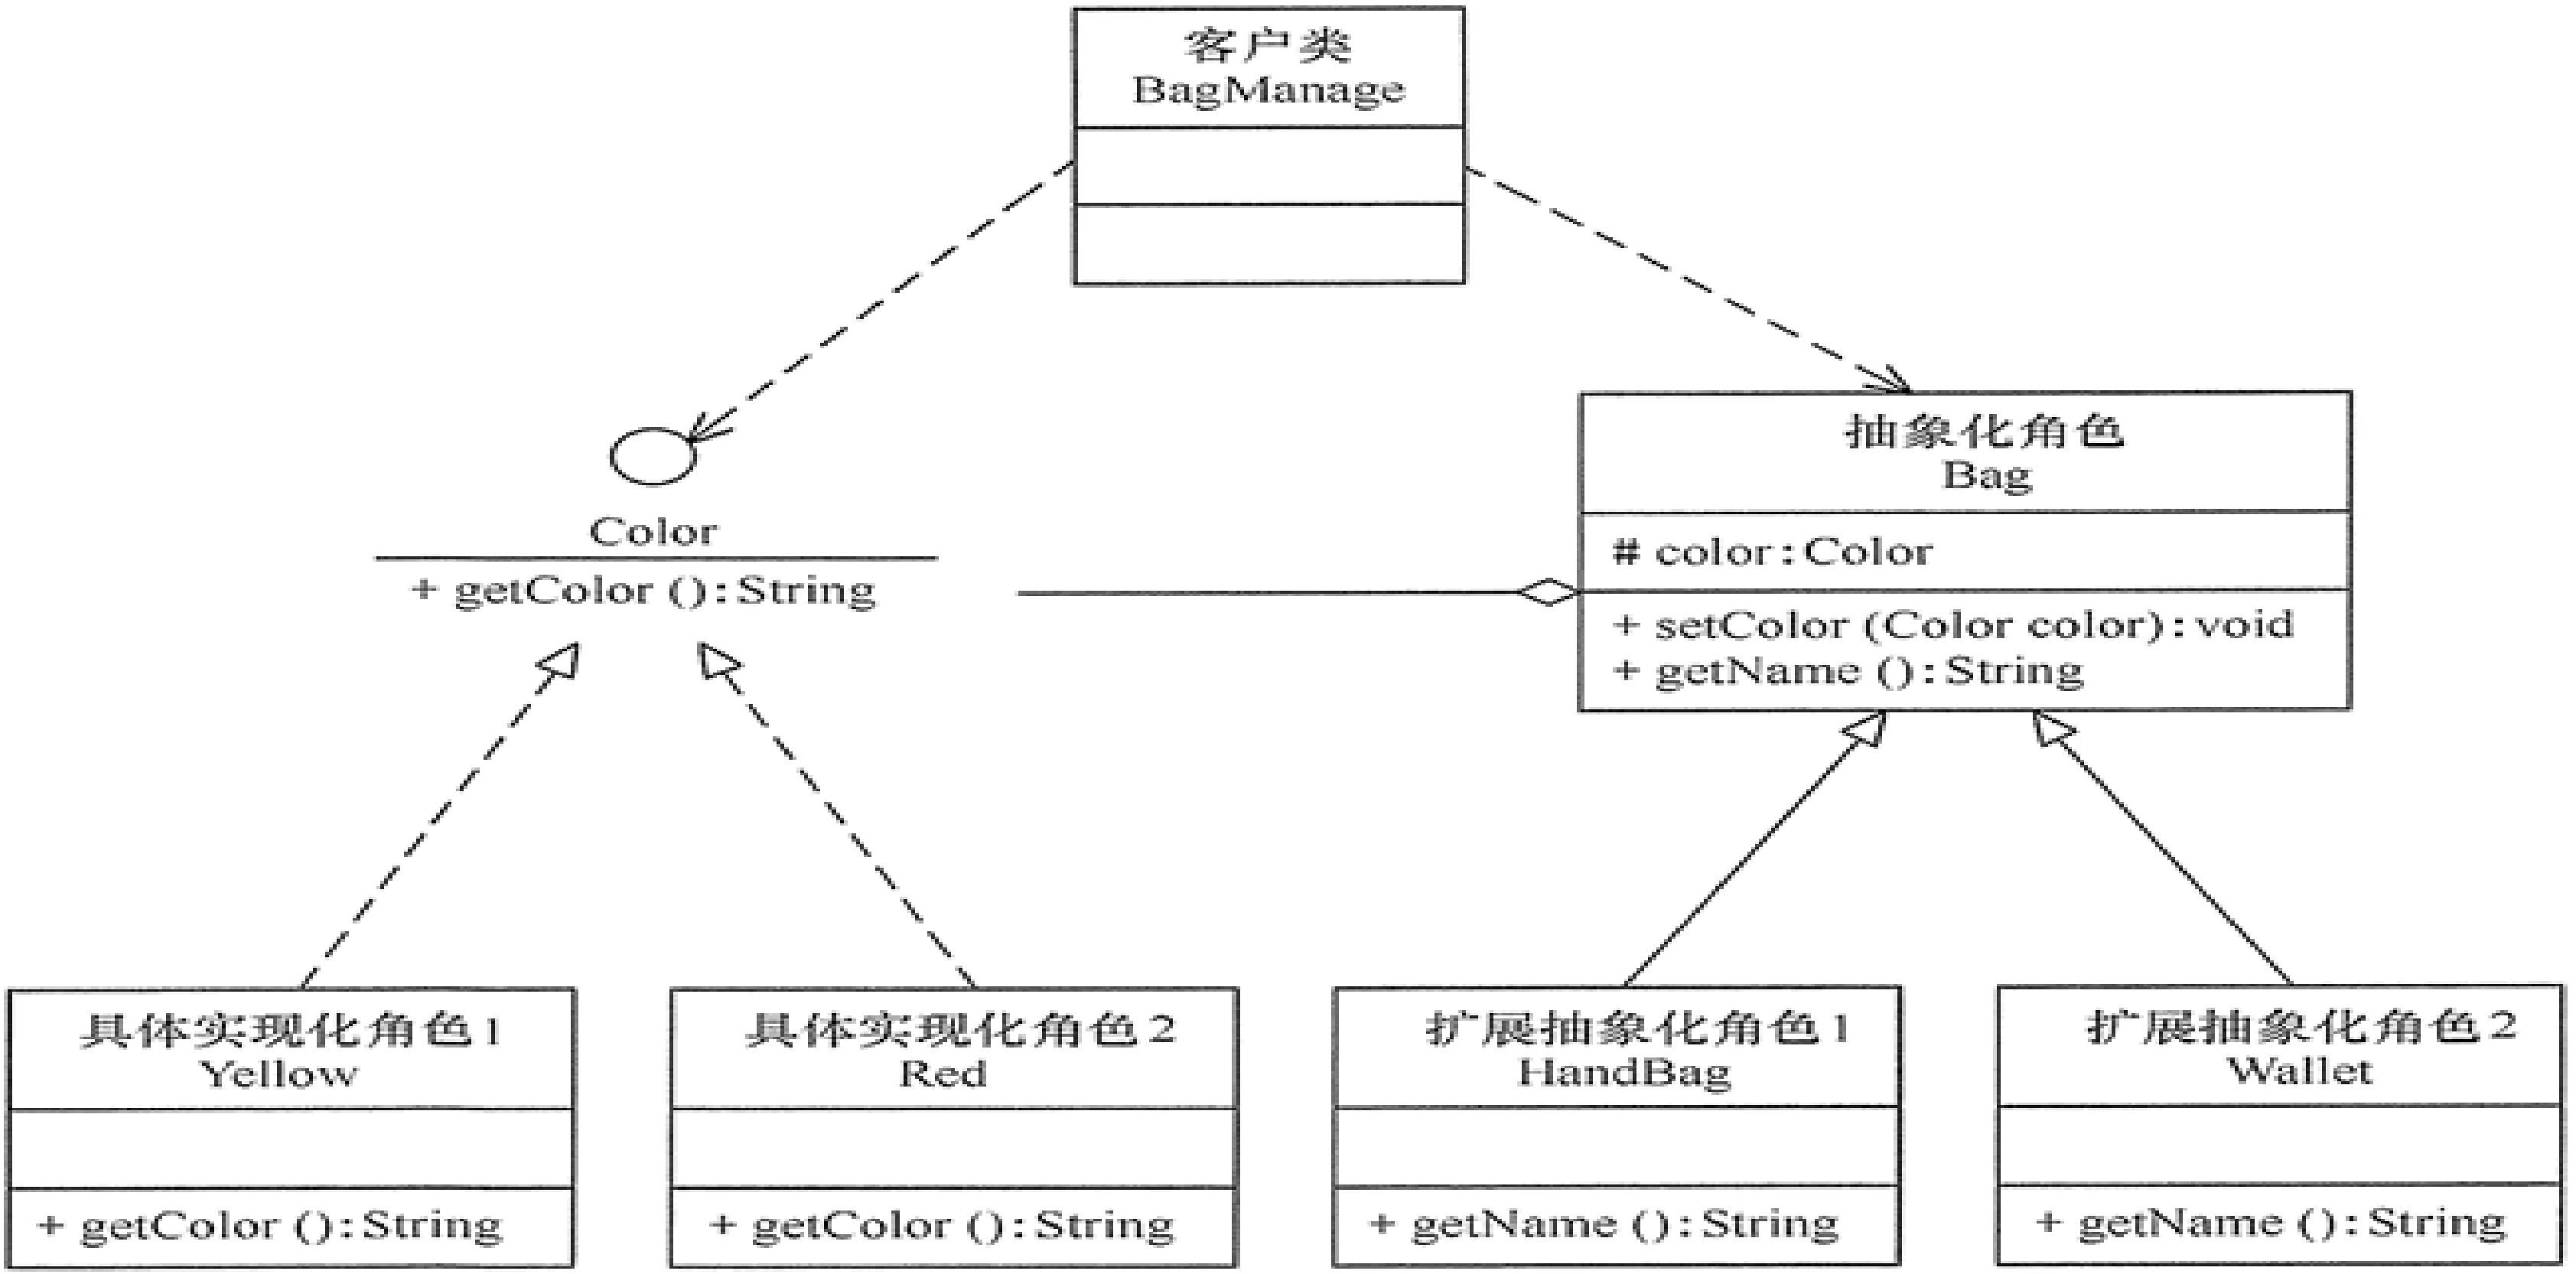 客户类
BagManage
Color
+ getColor ():String
抽象化角色
Bag
# color:Color
+ setColor (Color color):void
+ getName ():String
具体实现化角色1
Yellow
+ getColor ():String
具体实现化角色2
Red
+ getColor ():String
扩展抽象化角色1
HandBag
+ getName ():String
扩展抽象化角色2
Wallet
+ getName ():String